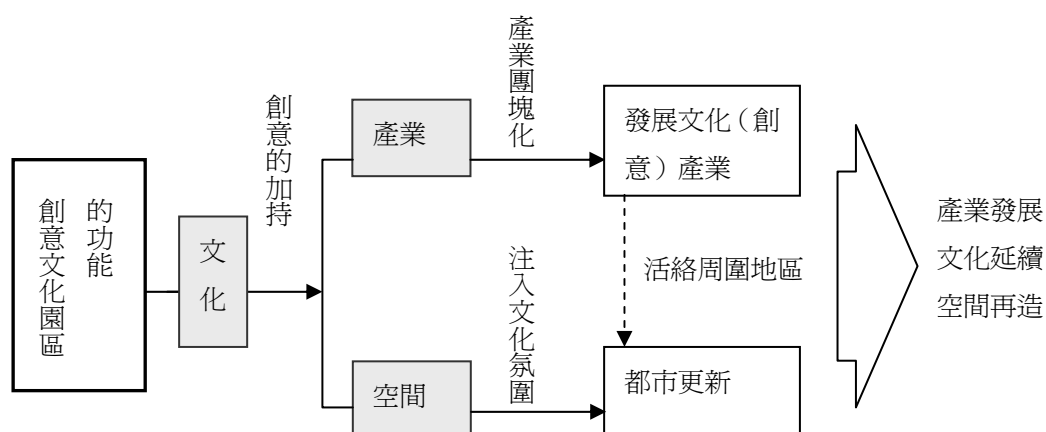 創意文化園區
的功能
文化
創意的加持
產業
空間
產業團塊化
注入文化氛圍
發展文化（創
意）產業
活絡周圍地區
都市更新
產業發展
文化延續
空間再造